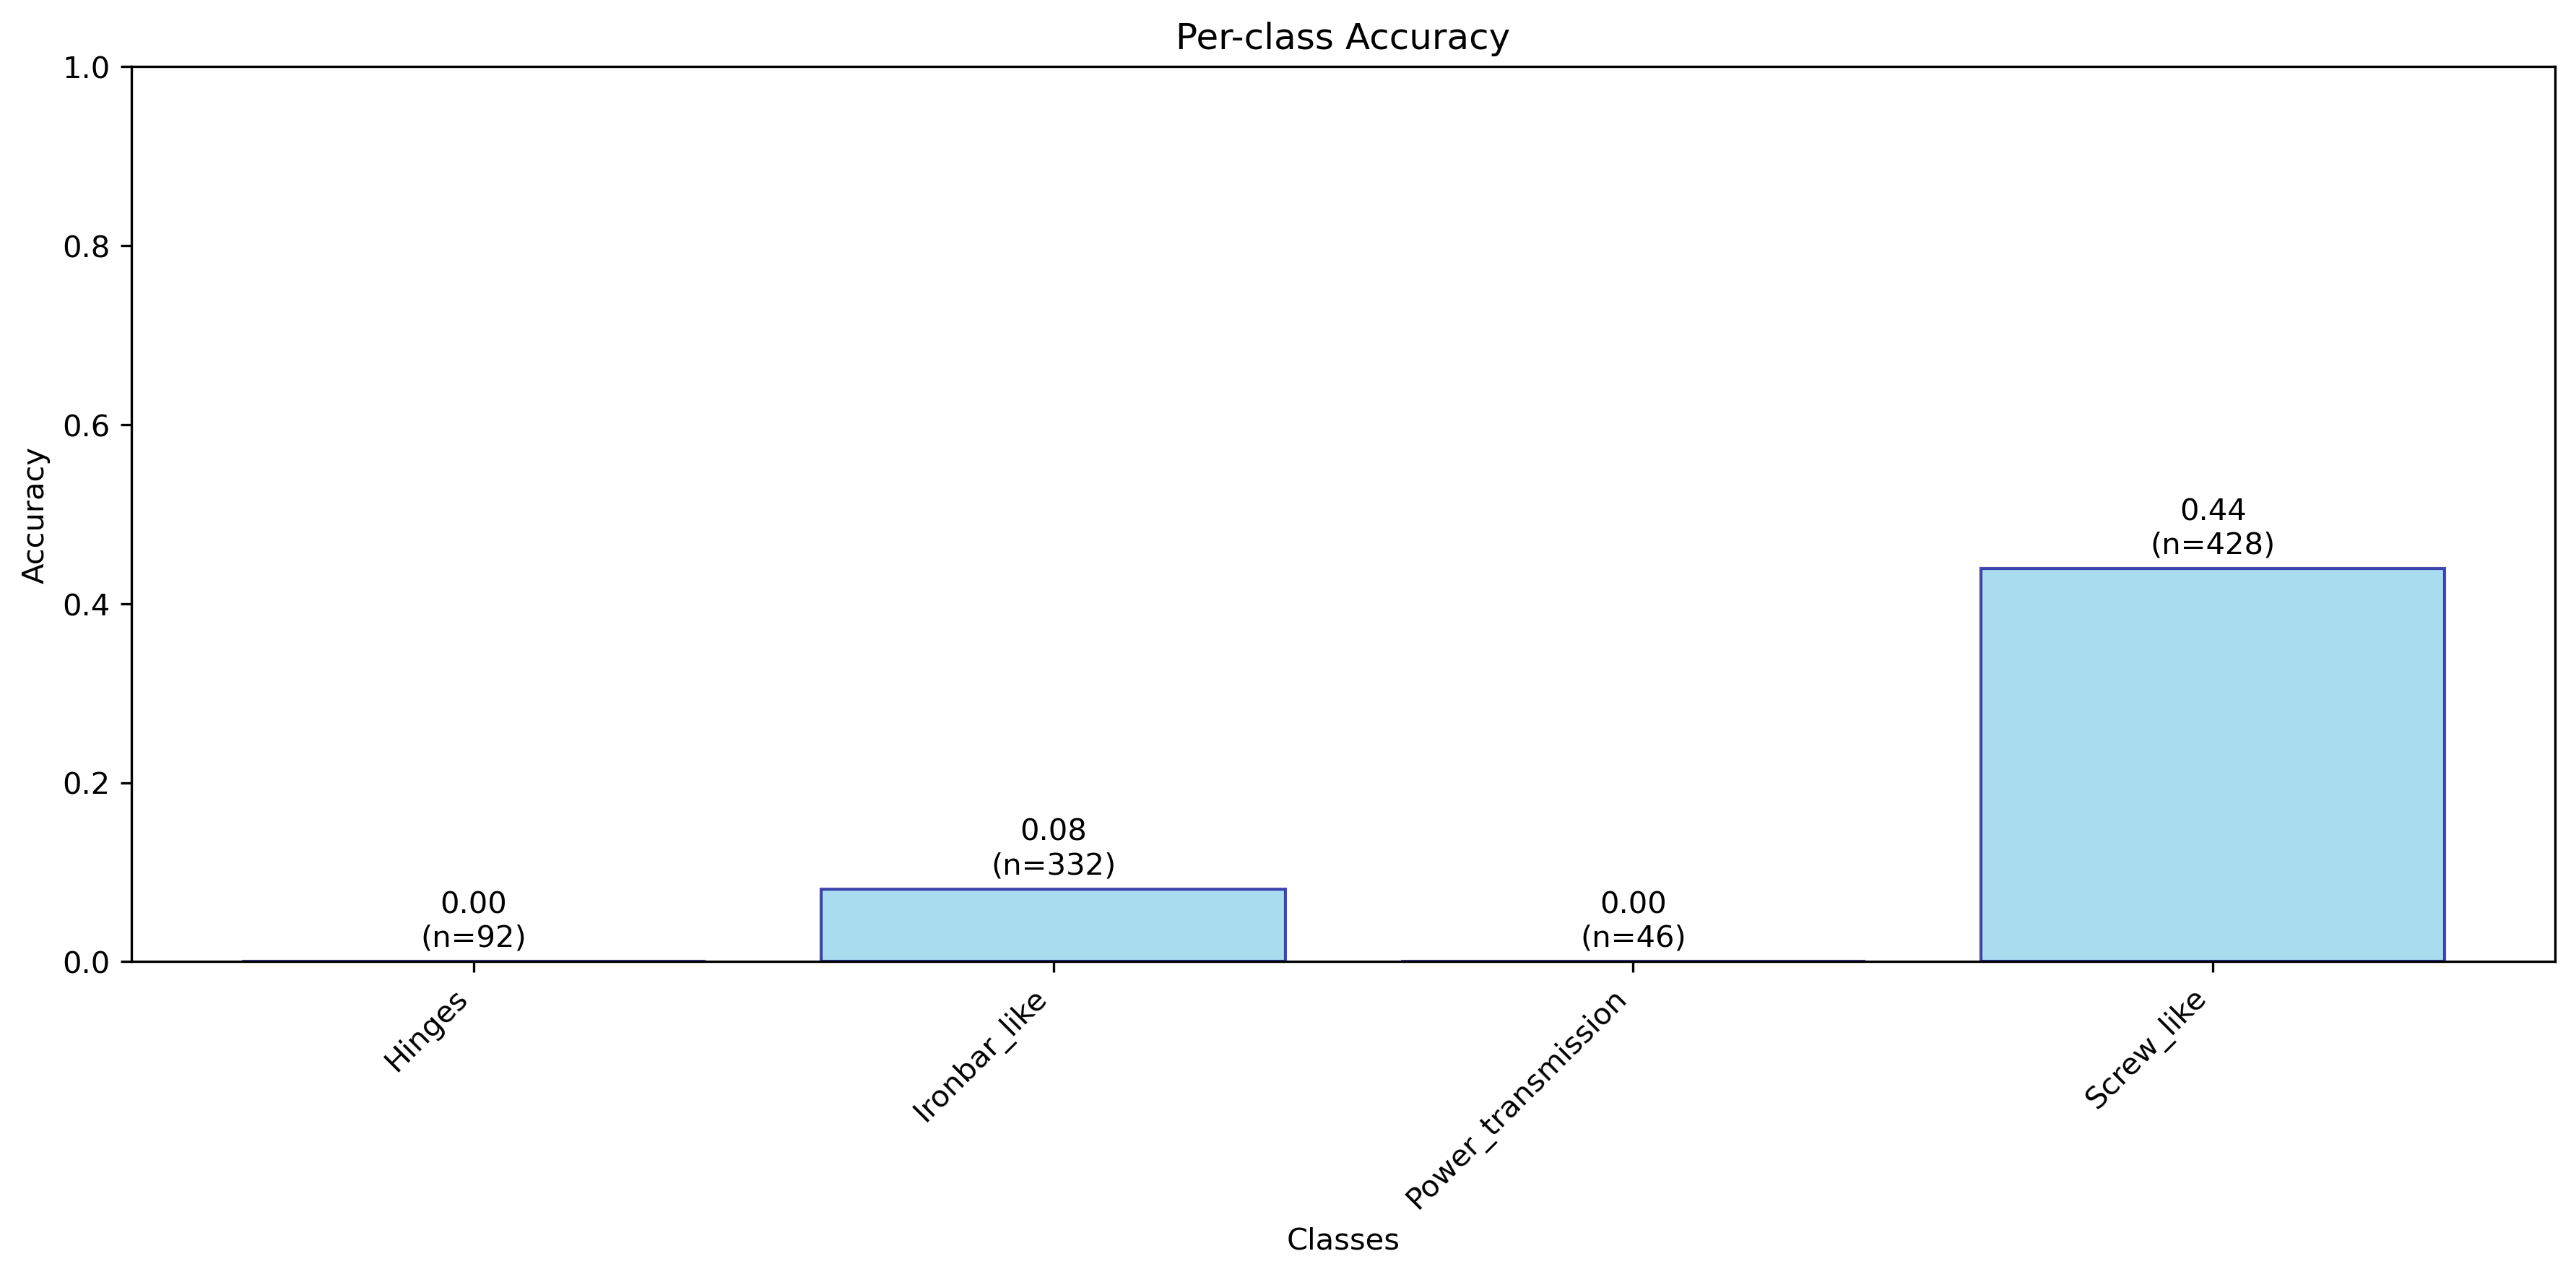 Per-class Accuracy
1.0
0.8
0.6
0.4
0.2
0.0
Accuracy
0.00
(n=92)
0.08
(n=332)
0.00
(n=46)
0.44
(n=428)
Hinges
Ironbar_like
Power_transmission
Screw_like
Classes